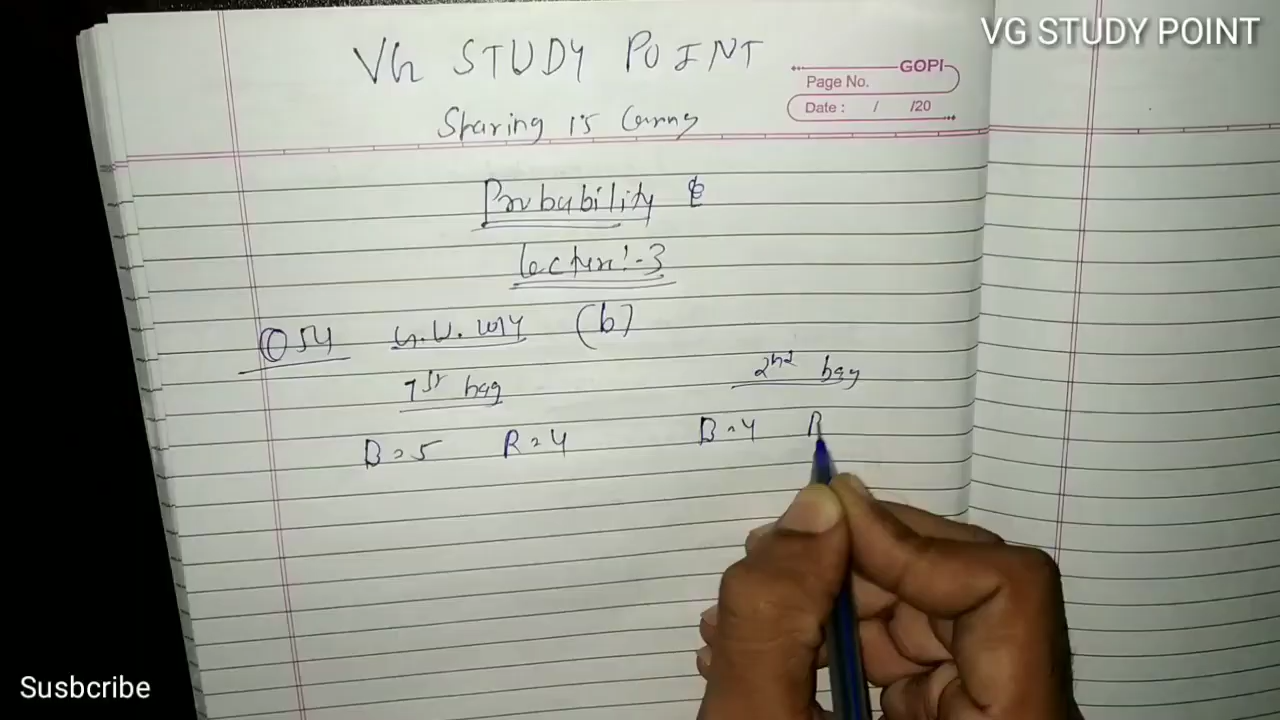 VG STUDY POINT
VG STUDY POINT
GOPI
Page No.
Date : / /20
Sharing is Caring
Probability
Lecture:-3
(b)
1st bag 2nd bag
B = 5 R = 4 B = 4 R
Susbcribe